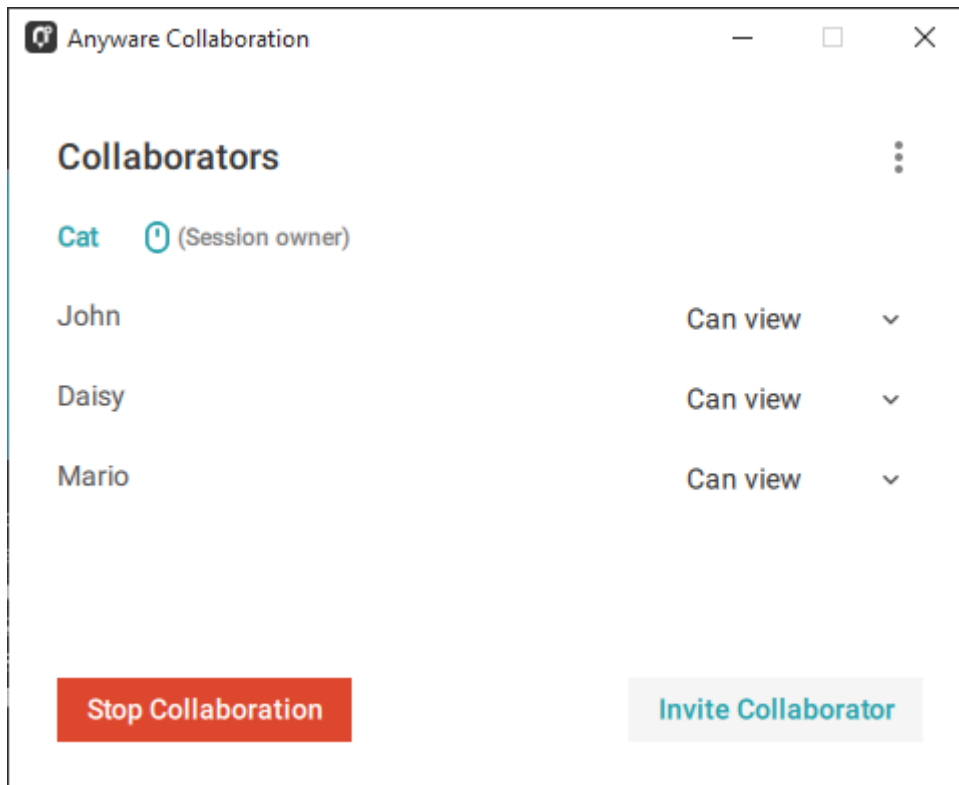 Anyware Collaboration
Collaborators
Cat (Session owner)
John Can view
Daisy Can view
Mario Can view
Stop Collaboration Invite Collaborator